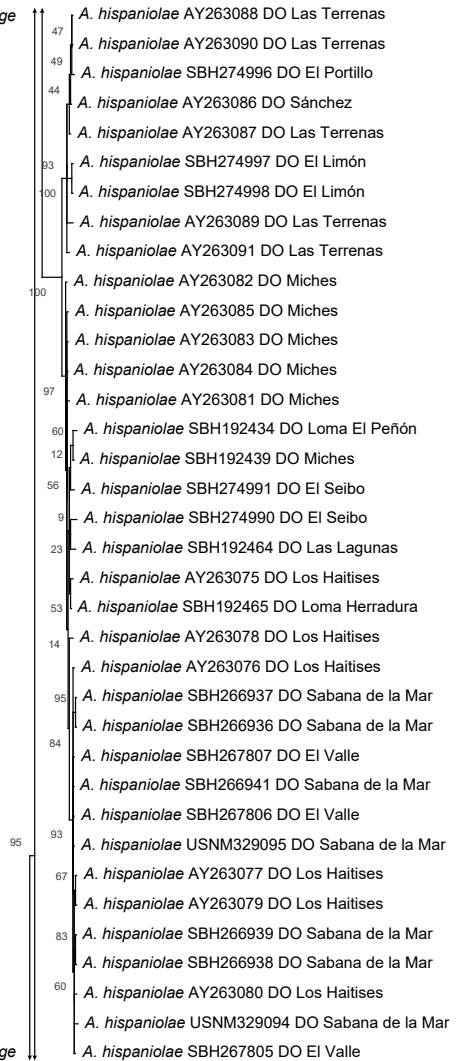 ge
A. hispaniolae AY263088 DO Las Terrenas
47
A. hispaniolae AY263090 DO Las Terrenas
49
A. hispaniolae SBH274996 DO El Portillo
44
A. hispaniolae AY263086 DO Sánchez
A. hispaniolae AY263087 DO Las Terrenas
93
A. hispaniolae SBH274997 DO El Limón
100
A. hispaniolae SBH274998 DO El Limón
A. hispaniolae AY263089 DO Las Terrenas
A. hispaniolae AY263091 DO Las Terrenas
A. hispaniolae AY263082 DO Miches
100
A. hispaniolae AY263085 DO Miches
A. hispaniolae AY263083 DO Miches
A. hispaniolae AY263084 DO Miches
97
A. hispaniolae AY263081 DO Miches
60
A. hispaniolae SBH192434 DO Loma El Peñón
12
A. hispaniolae SBH192439 DO Miches
56
A. hispaniolae SBH274991 DO El Seibo
9
A. hispaniolae SBH274990 DO El Seibo
23
A. hispaniolae SBH192464 DO Las Lagunas
A. hispaniolae AY263075 DO Los Haitises
53
A. hispaniolae SBH192465 DO Loma Herradura
14
A. hispaniolae AY263078 DO Los Haitises
A. hispaniolae AY263076 DO Los Haitises
95
A. hispaniolae SBH266937 DO Sabana de la Mar
A. hispaniolae SBH266936 DO Sabana de la Mar
84
A. hispaniolae SBH267807 DO El Valle
A. hispaniolae SBH266941 DO Sabana de la Mar
A. hispaniolae SBH267806 DO El Valle
93
95
A. hispaniolae USNM329095 DO Sabana de la Mar
67
A. hispaniolae AY263077 DO Los Haitises
A. hispaniolae AY263079 DO Los Haitises
83
A. hispaniolae SBH266939 DO Sabana de la Mar
A. hispaniolae SBH266938 DO Sabana de la Mar
60
A. hispaniolae AY263080 DO Los Haitises
A. hispaniolae USNM329094 DO Sabana de la Mar
ge
A. hispaniolae SBH267805 DO El Valle